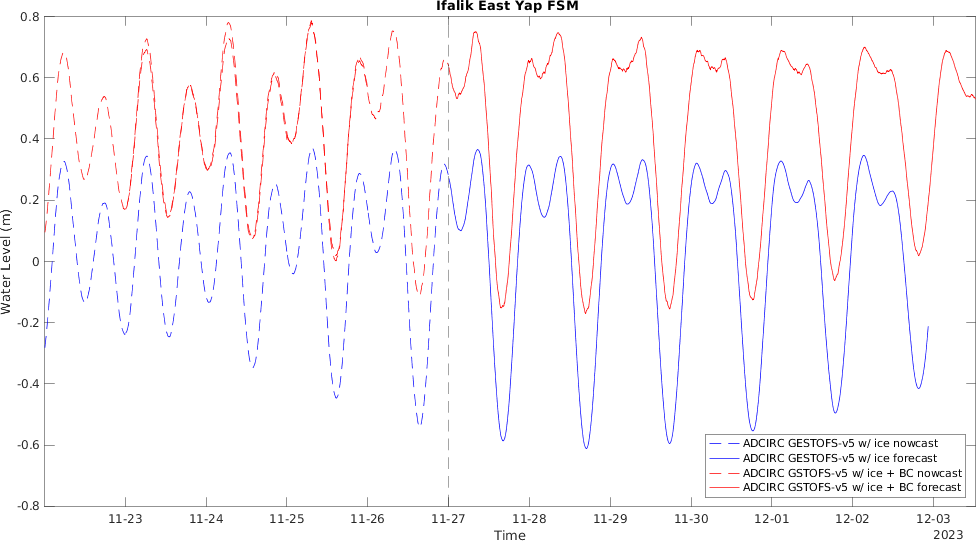 Ifalik East Yap FSM
0.8
0.6
0.4
0.2
0
-0.2
-0.4
-0.6
-0.8
Water Level (m)
ADCIRC GESTOFS-v5 w/ ice nowcast
ADCIRC GESTOFS-v5 w/ ice forecast
ADCIRC GSTOFS-v5 w/ ice + BC nowcast
ADCIRC GSTOFS-v5 w/ ice + BC forecast
11-23 11-24 11-25 11-26 11-27 11-28 11-29 11-30 12-01 12-02 12-03
Time
2023